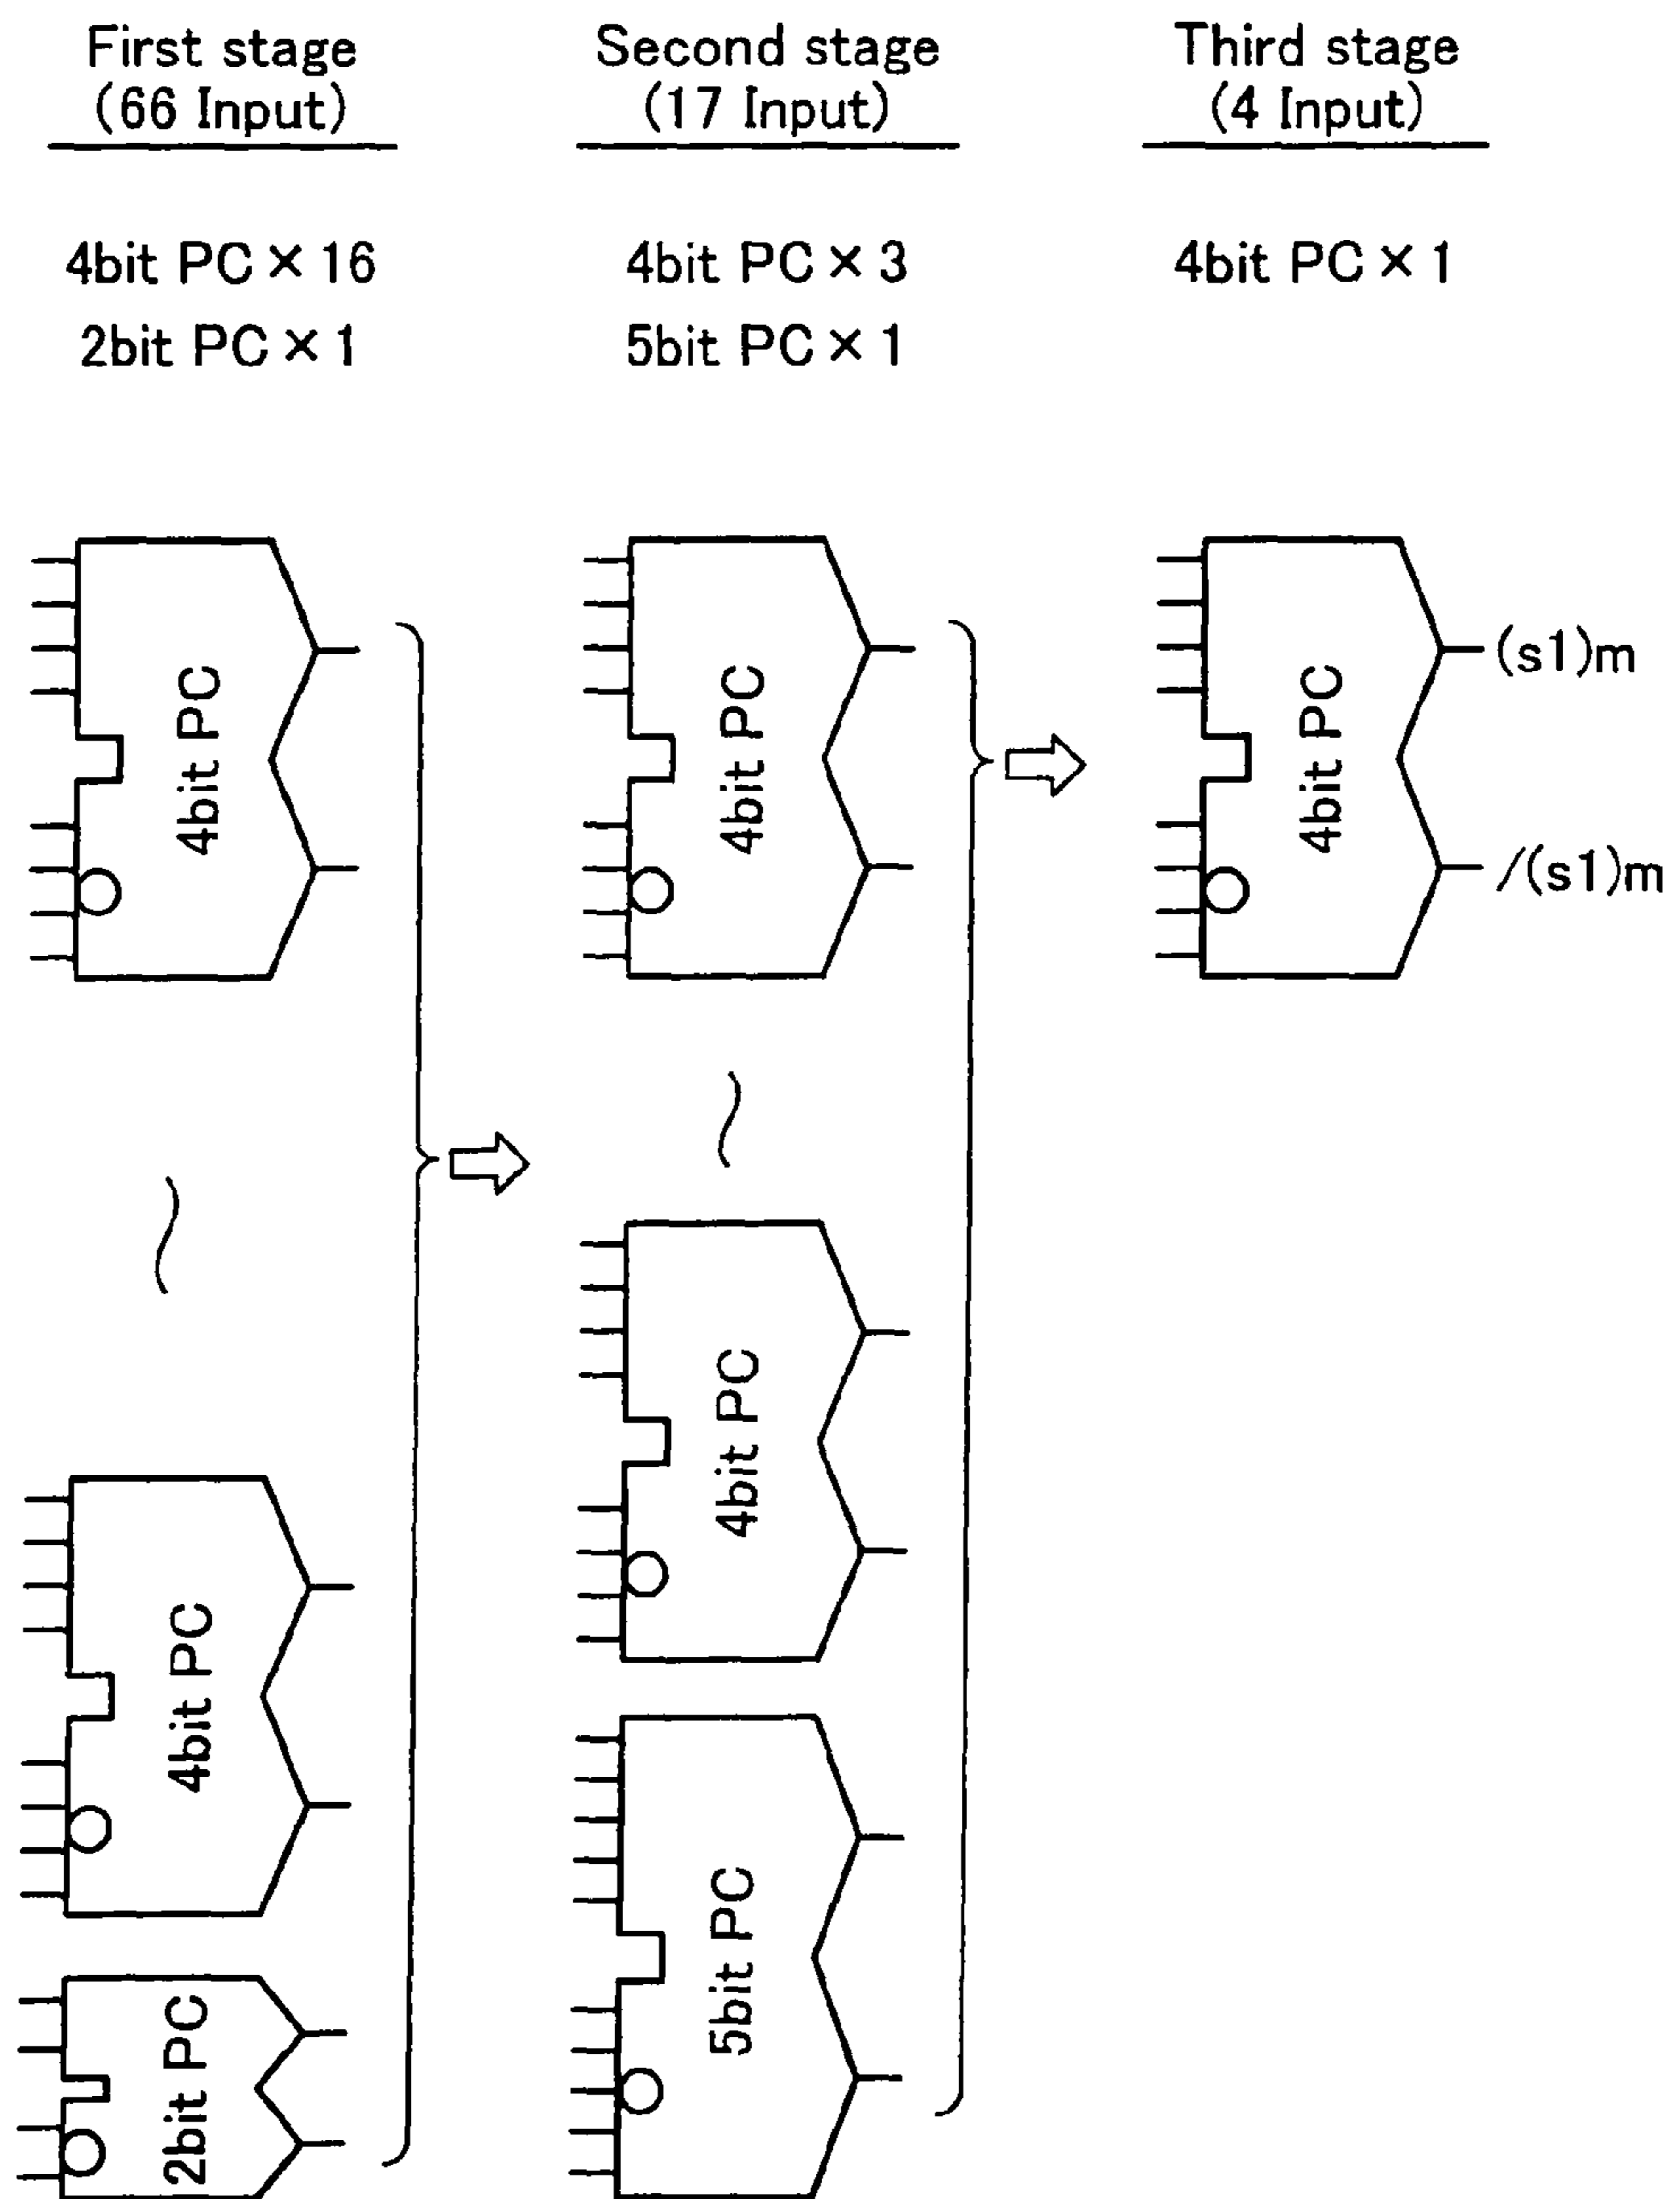 First stage
(66 Input)
Second stage
(17 Input)
Third stage
(4 Input)
4bit PC×16
2bit PC×1
4bit PC×3
5bit PC×1
4bit PC×1
4bit PC
4bit PC
2bit PC
4bit PC
4bit PC
5bit PC
4bit PC
(s1)m
/(s1)m